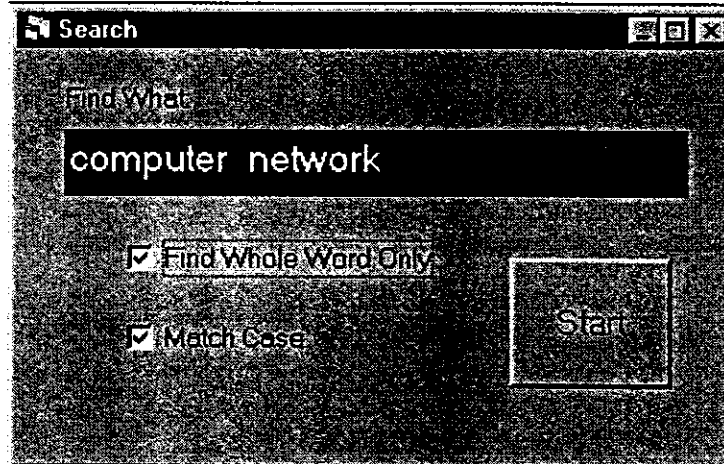 Search
Find What:
computer network
Find Whole Word Only
Match Case
Start